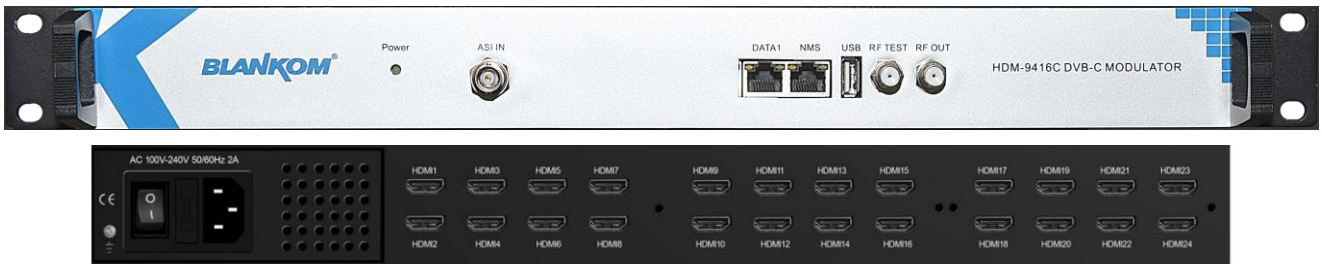 Power
ASI IN
DATA1 NMS USB RF TEST RF OUT
BLANKOM®
HDM-9416C DVB-C MODULATOR
AC 100V-240V 50/60Hz 2A
HDMI1 HDMI3 HDMI5 HDMI7 HDMI9 HDMI11 HDMI13 HDMI15 HDMI17 HDMI19 HDMI21 HDMI23
CE
O
I
HDMI2 HDMI4 HDMI6 HDMI8 HDMI10 HDMI12 HDMI14 HDMI16 HDMI18 HDMI20 HDMI22 HDMI24